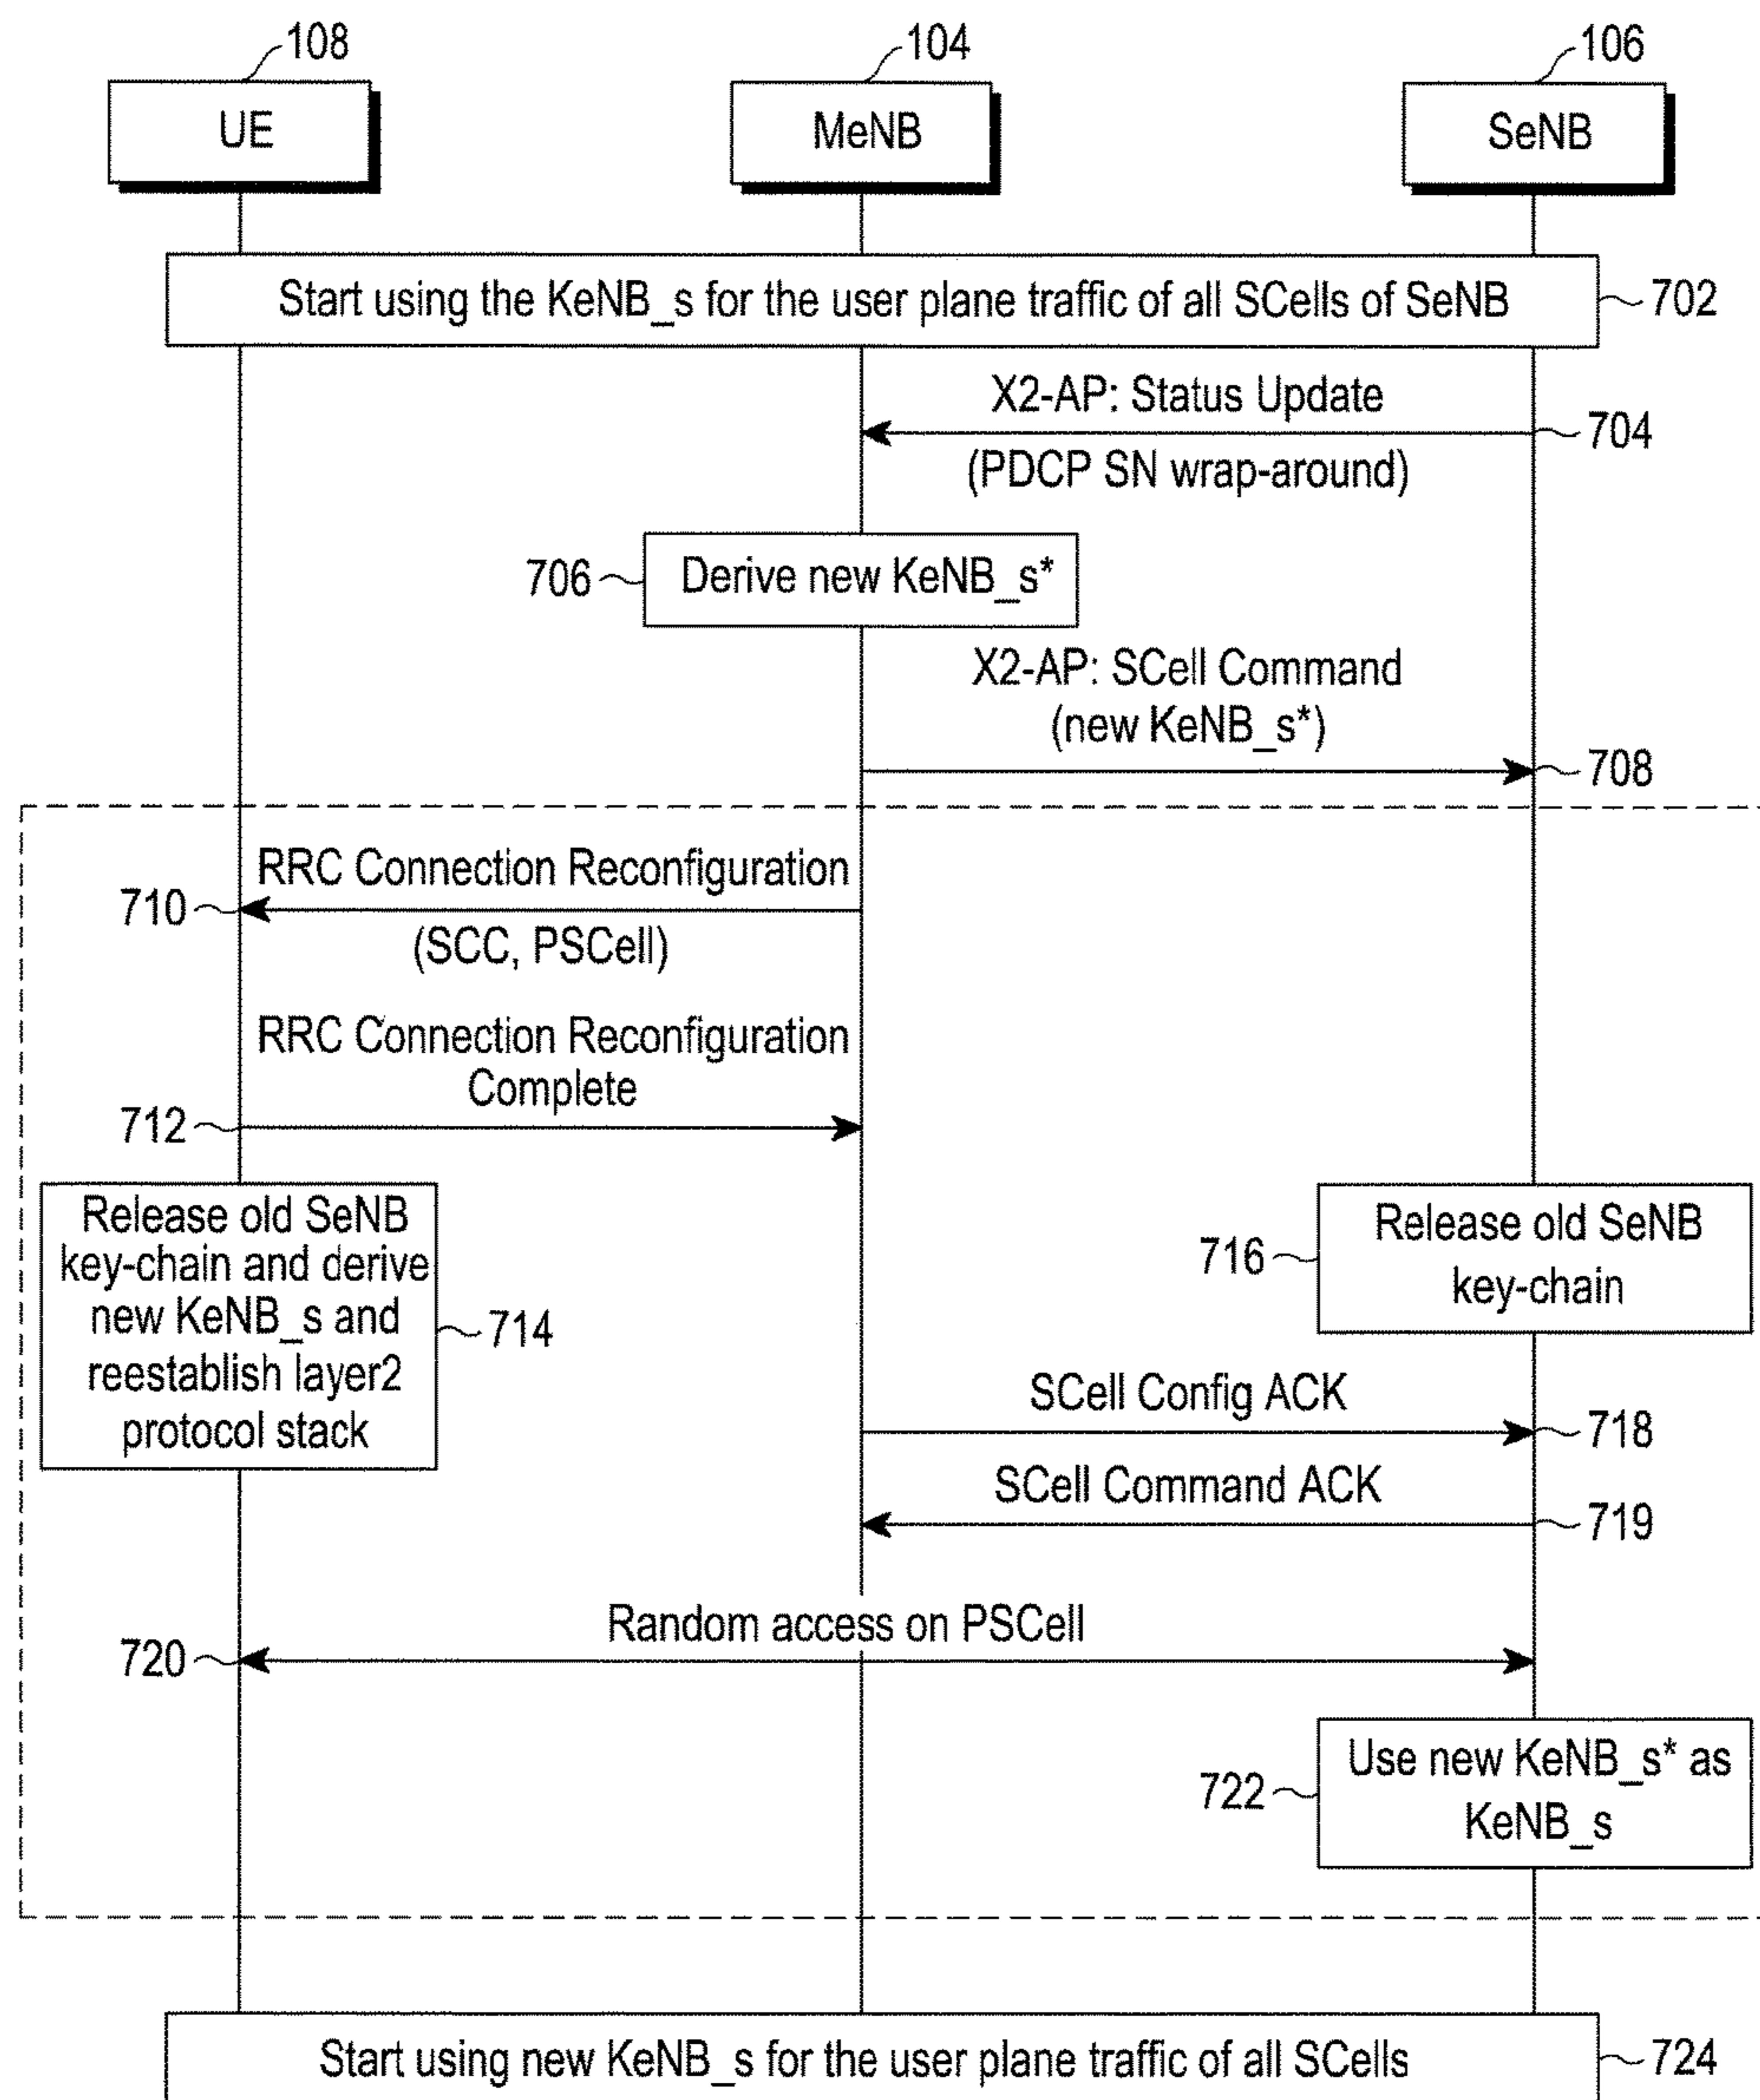 108
104
106
UE
MeNB
SeNB
Start using the KeNB_s for the user plane traffic of all SCells of SeNB
702
X2-AP: Status Update
704
(PDCP SN wrap-around)
706
Derive new KeNB_s*
X2-AP: SCell Command
(new KeNB_s*)
708
RRC Connection Reconfiguration
710
(SCC, PSCell)
RRC Connection Reconfiguration
Complete
712
Release old SeNB
key-chain and derive
new KeNB_s and
reestablish layer2
protocol stack
714
Release old SeNB
key-chain
716
SCell Config ACK
718
SCell Command ACK
719
Random access on PSCell
720
Use new KeNB_s* as
KeNB_s
722
Start using new KeNB_s for the user plane traffic of all SCells
724